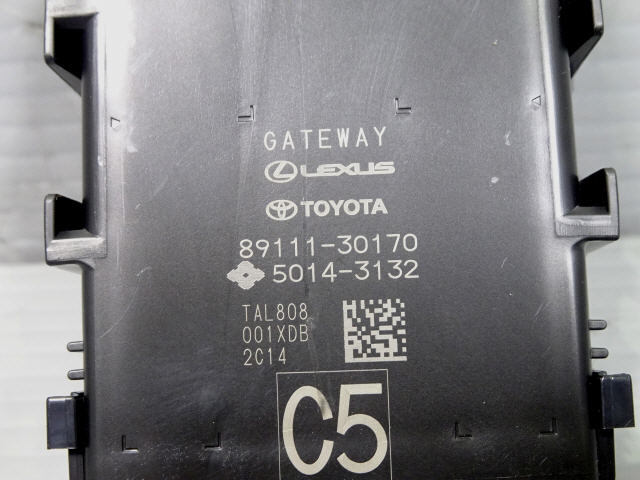 GATEWAY
LEXUS
TOYOTA
89111-30170
5014-3132
TAL808
001XDB
2C14
C5